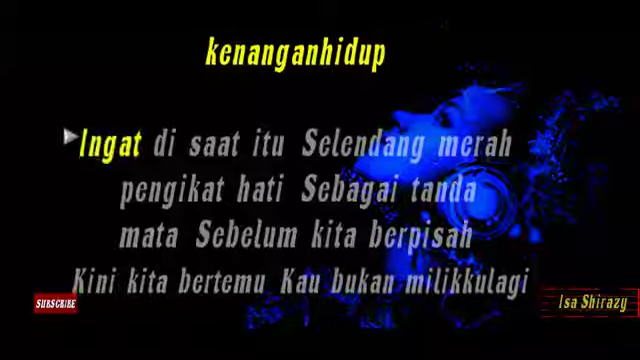 kenanganhidup
Ingat di saat itu Selendang merah
pengikat hati Sebagai tanda
mata Sebelum kita berpisah
Kini kita bertemu Kau bukan milikkulagi
SUBSCRIBE
Isa Shirazy